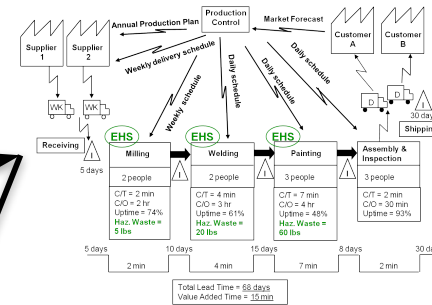 Production
Control
Annual Production Plan
Market Forecast
Supplier
1
Supplier
2
Customer
A
Customer
B
Weekly delivery schedule
Weekly schedule
Daily schedule
Daily schedule
Daily schedule
WK
WK
D
D
30 day
Shippin
Receiving
I
I
5 days
EHS
Milling
2 people
C/T = 2 min
C/O = 2 hr
Uptime = 74%
Haz. Waste =
5 lbs
I
EHS
Welding
2 people
C/T = 4 min
C/O = 3 hr
Uptime = 61%
Haz. Waste =
20 lbs
I
EHS
Painting
3 people
C/T = 7 min
C/O = 4 hr
Uptime = 48%
Haz. Waste =
60 lbs
I
Assembly &
Inspection
3 people
C/T = 2 min
C/O = 30 min
Uptime = 93%
5 days
10 days
15 days
8 days
30 da
2 min
4 min
7 min
2 min
Total Lead Time = 68 days
Value Added Time = 15 min